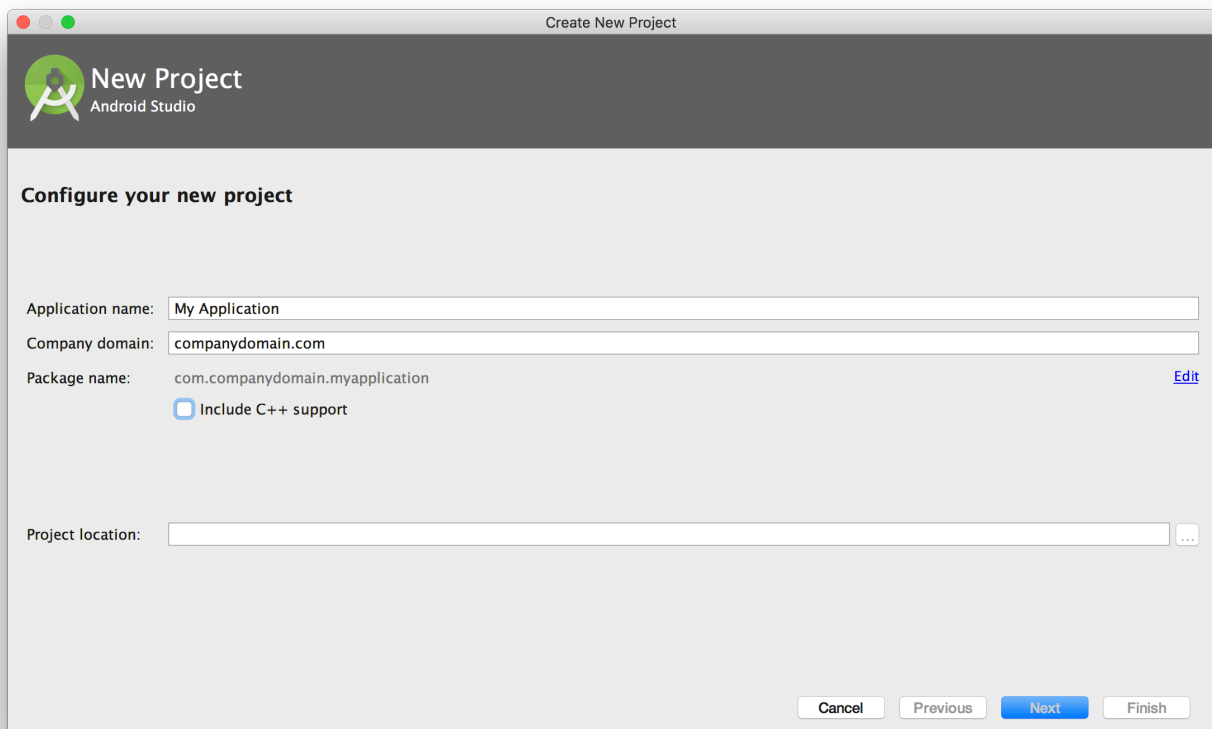 Create New Project
New Project
Android Studio
Configure your new project
Application name: My Application
Company domain: companydomain.com
Package name: com.companydomain.myapplication Edit
Include C++ support
Project location: ...
Cancel Previous Next Finish